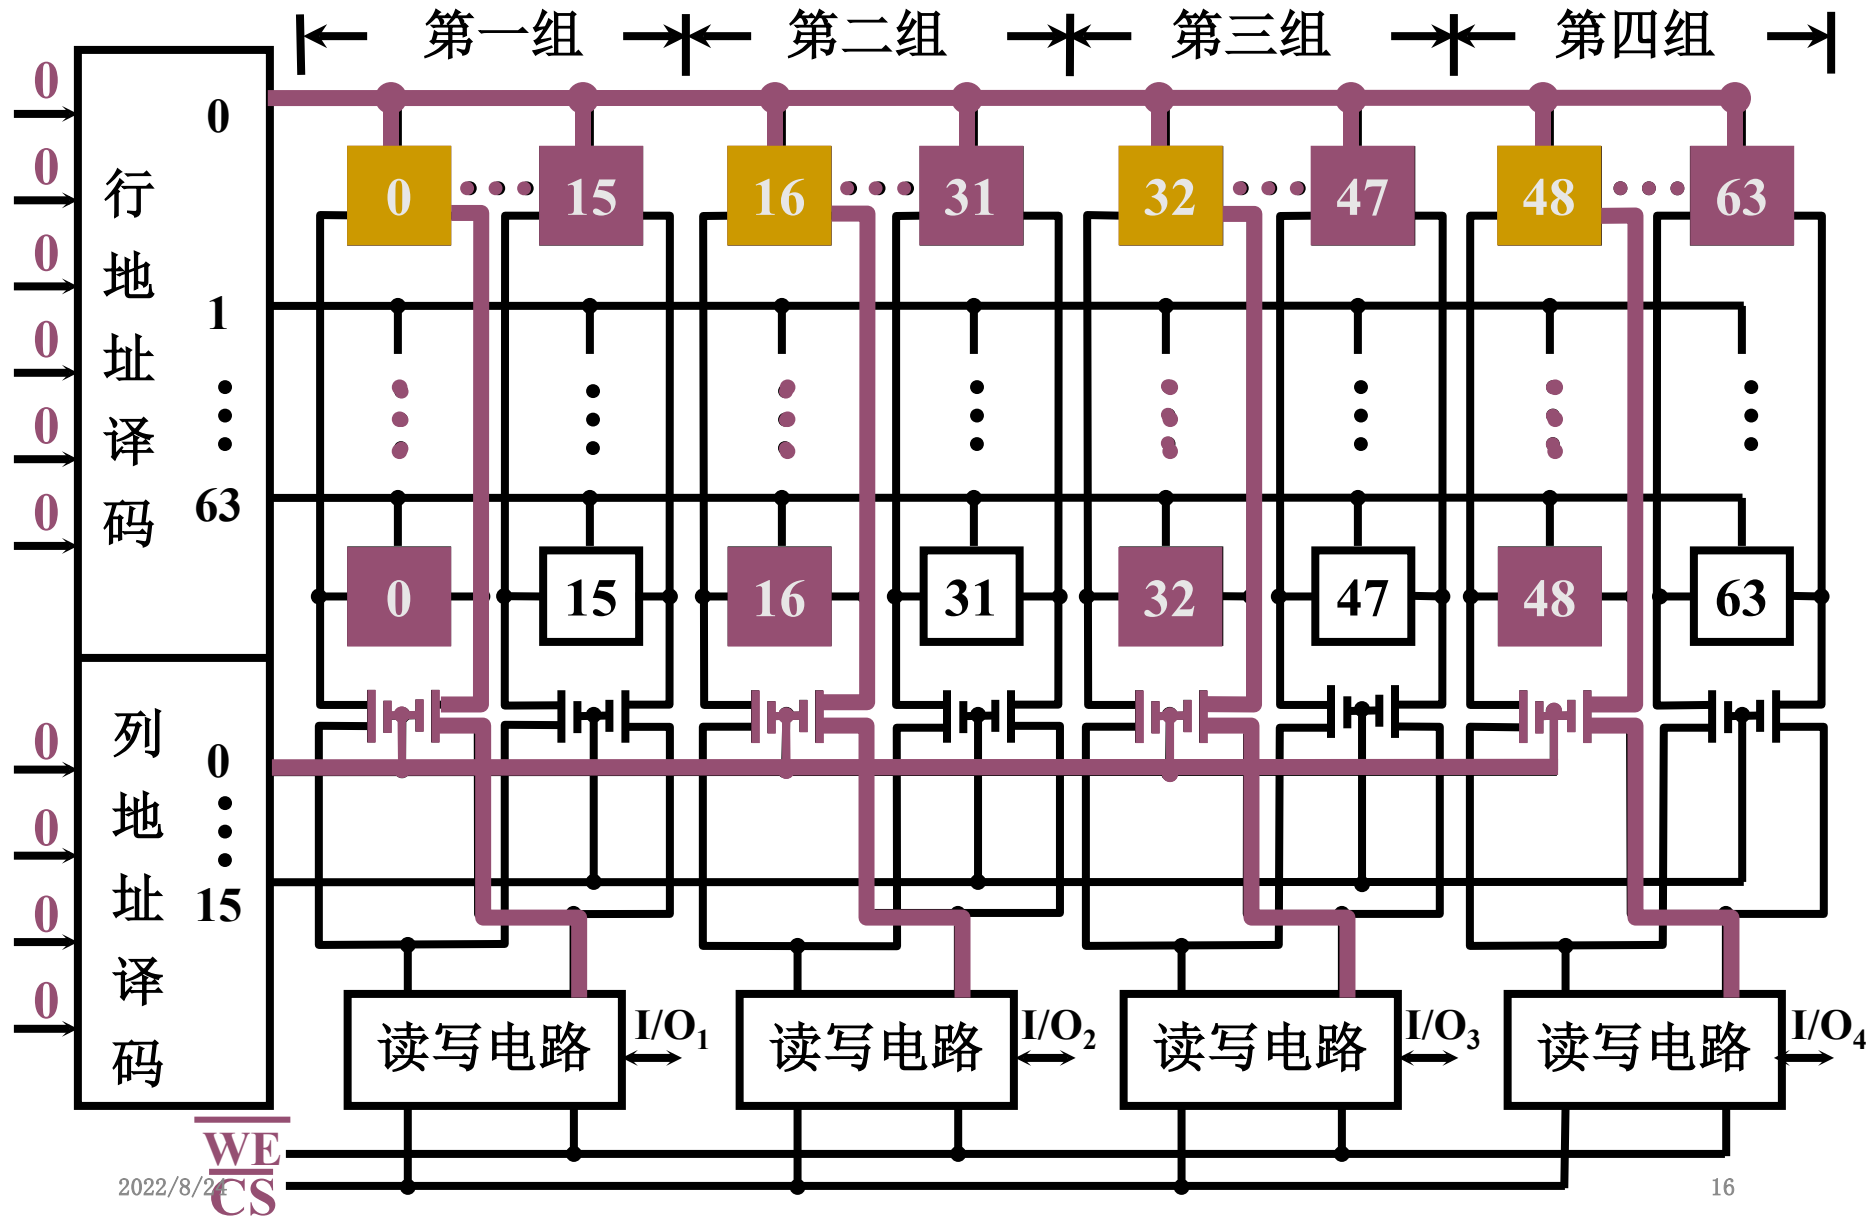 第一组 第二组 第三组 第四组
0 0 0 0 0 0
行地址译码
0
1
63
0 15 16 31 32 47 48 63
0 15 16 31 32 47 48 63
0 0 0 0
列地址译码
0
15
读写电路 I/O₁ 读写电路 I/O₂ 读写电路 I/O₃ 读写电路 I/O₄
WE
CS
2022/8/24
16